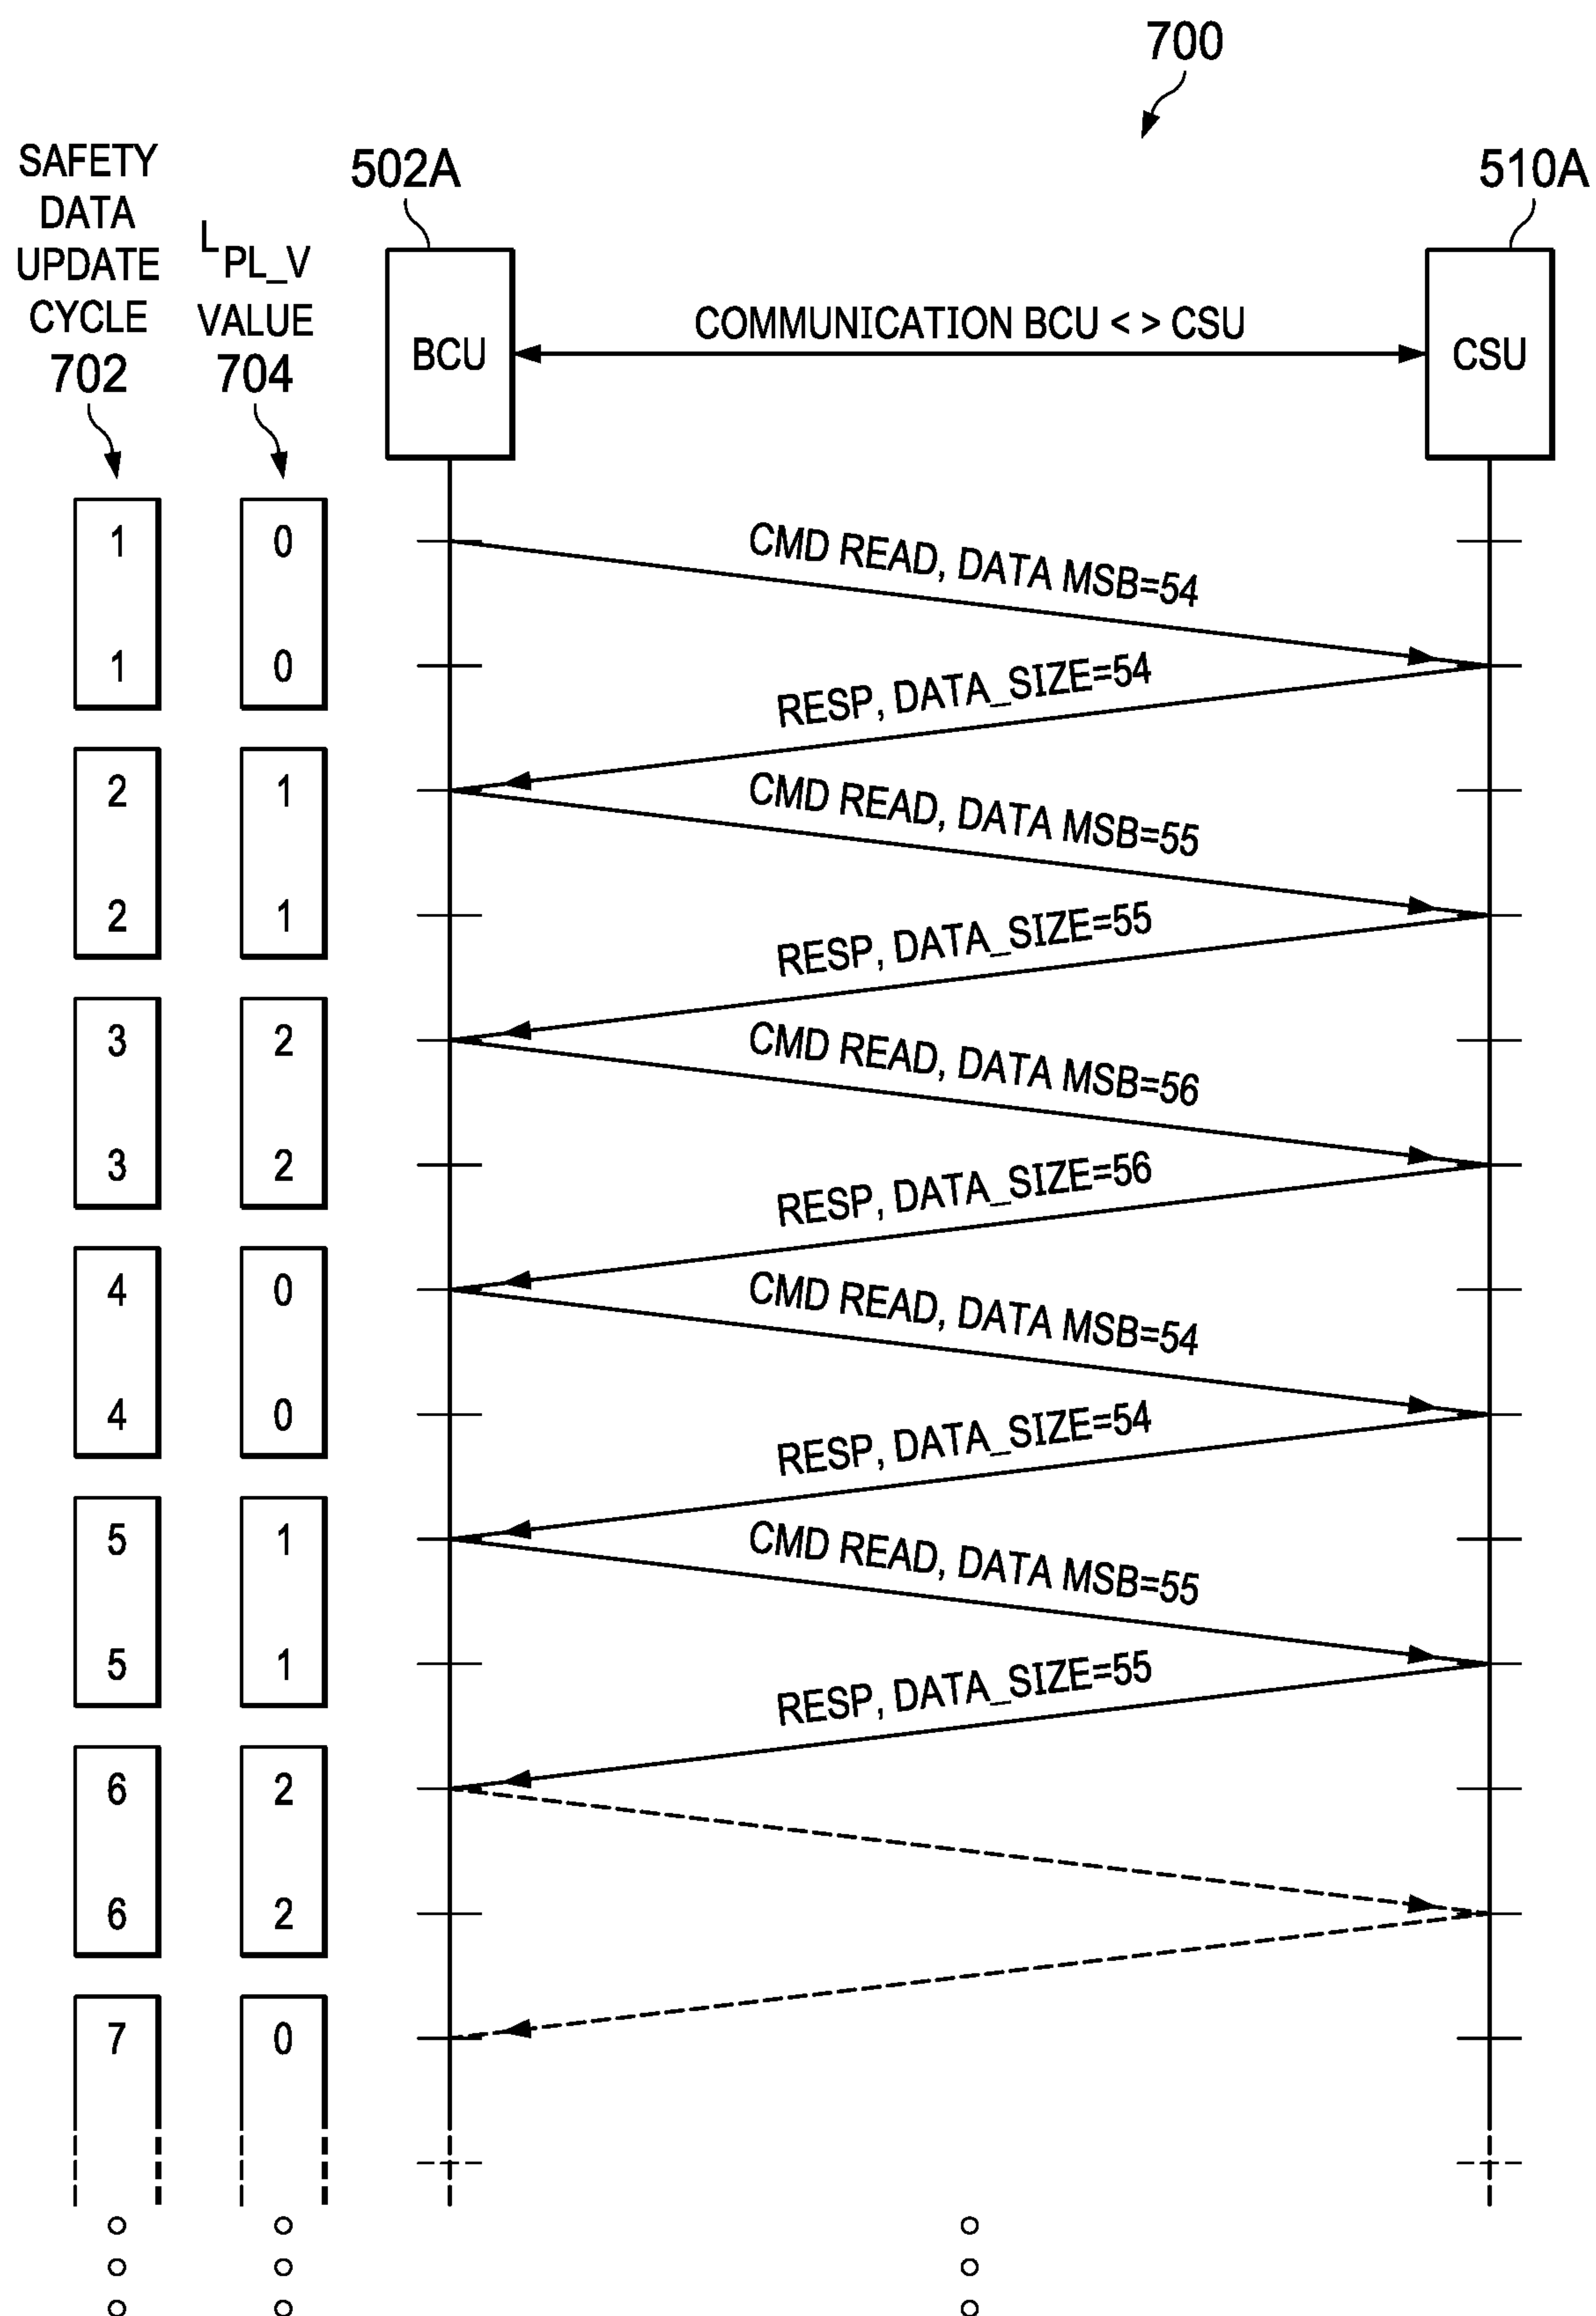 700
SAFETY
DATA
UPDATE
CYCLE
702
L PL_V
VALUE
704
502A
510A
BCU
COMMUNICATION BCU < > CSU
CSU
1 0
CMD READ, DATA MSB=54
1 0
RESP, DATA_SIZE=54
2 1
CMD READ, DATA MSB=55
2 1
RESP, DATA_SIZE=55
3 2
CMD READ, DATA MSB=56
3 2
RESP, DATA_SIZE=56
4 0
CMD READ, DATA MSB=54
4 0
RESP, DATA_SIZE=54
5 1
CMD READ, DATA MSB=55
5 1
RESP, DATA_SIZE=55
6 2
6 2
7 0